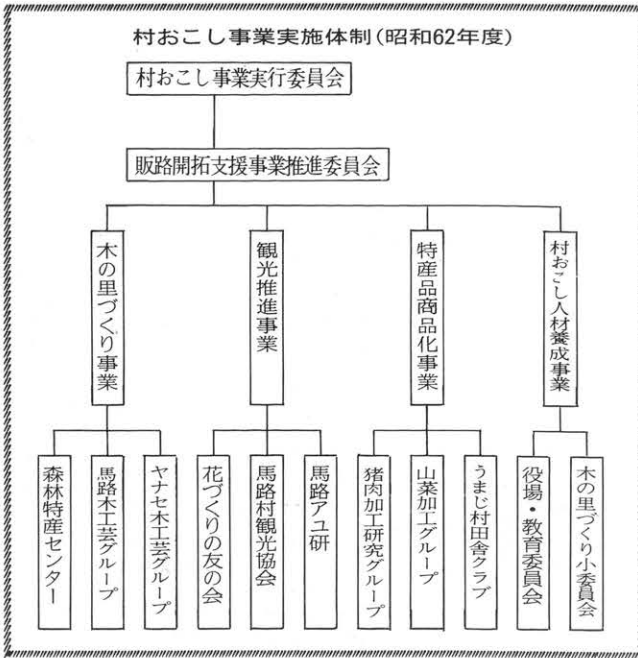 村おこし事業実施体制(昭和62年度)
村おこし事業実行委員会
販路開拓支援事業推進委員会
木の里づくり事業
観光推進事業
特産品商品化事業
村おこし人材養成事業
森林特産センター
馬路木工芸グループ
ヤナセ木工芸グループ
花づくりの友の会
馬路村観光協会
馬路アユ研
猪肉加工研究グループ
山菜加工グループ
うまじ村田舎クラブ
役場・教育委員会
木の里づくり小委員会